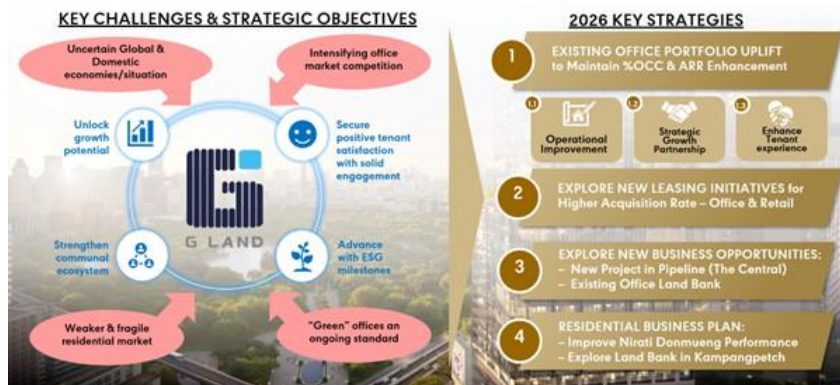 KEY CHALLENGES & STRATEGIC OBJECTIVES
Uncertain Global &
Domestic
economies/situation
Intensifying office
market competition
Unlock
growth
potential
Secure
positive tenant
satisfaction
with solid
engagement
G LAND
Strengthen
communal
ecosystem
Advance
with ESG
milestones
Weaker & fragile
residential market
"Green" offices an
ongoing standard
2026 KEY STRATEGIES
1
EXISTING OFFICE PORTFOLIO UPLIFT
to Maintain %OCC & ARR Enhancement
1.1
Operational
Improvement
1.2
Strategic
Growth
Partnership
1.3
Enhance
Tenant
experience
2
EXPLORE NEW LEASING INITIATIVES for
Higher Acquisition Rate – Office & Retail
3
EXPLORE NEW BUSINESS OPPORTUNITIES:
– New Project in Pipeline (The Central)
– Existing Office Land Bank
4
RESIDENTIAL BUSINESS PLAN:
– Improve Nirati Donmueng Performance
– Explore Land Bank in Kampangpetch